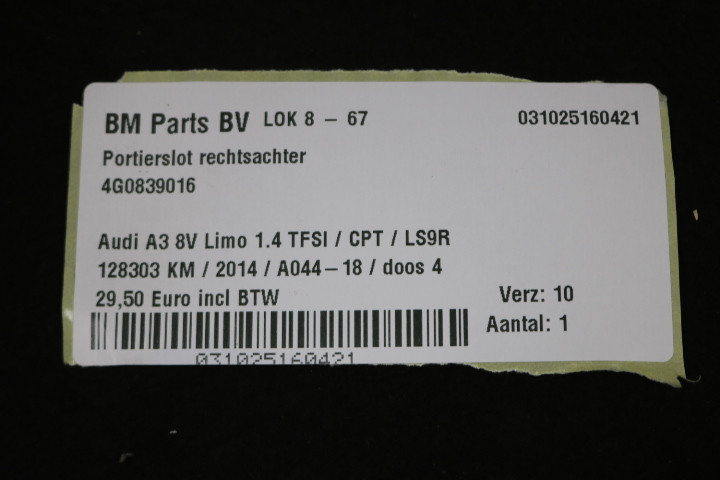 BM Parts BV LOK 8 - 67 031025160421
Portierslot rechtsachter
4G0839016
Audi A3 8V Limo 1.4 TFSI / CPT / LS9R
128303 KM / 2014 / A044-18 / doos 4
29,50 Euro incl BTW Verz: 10
Aantal: 1
031025160421